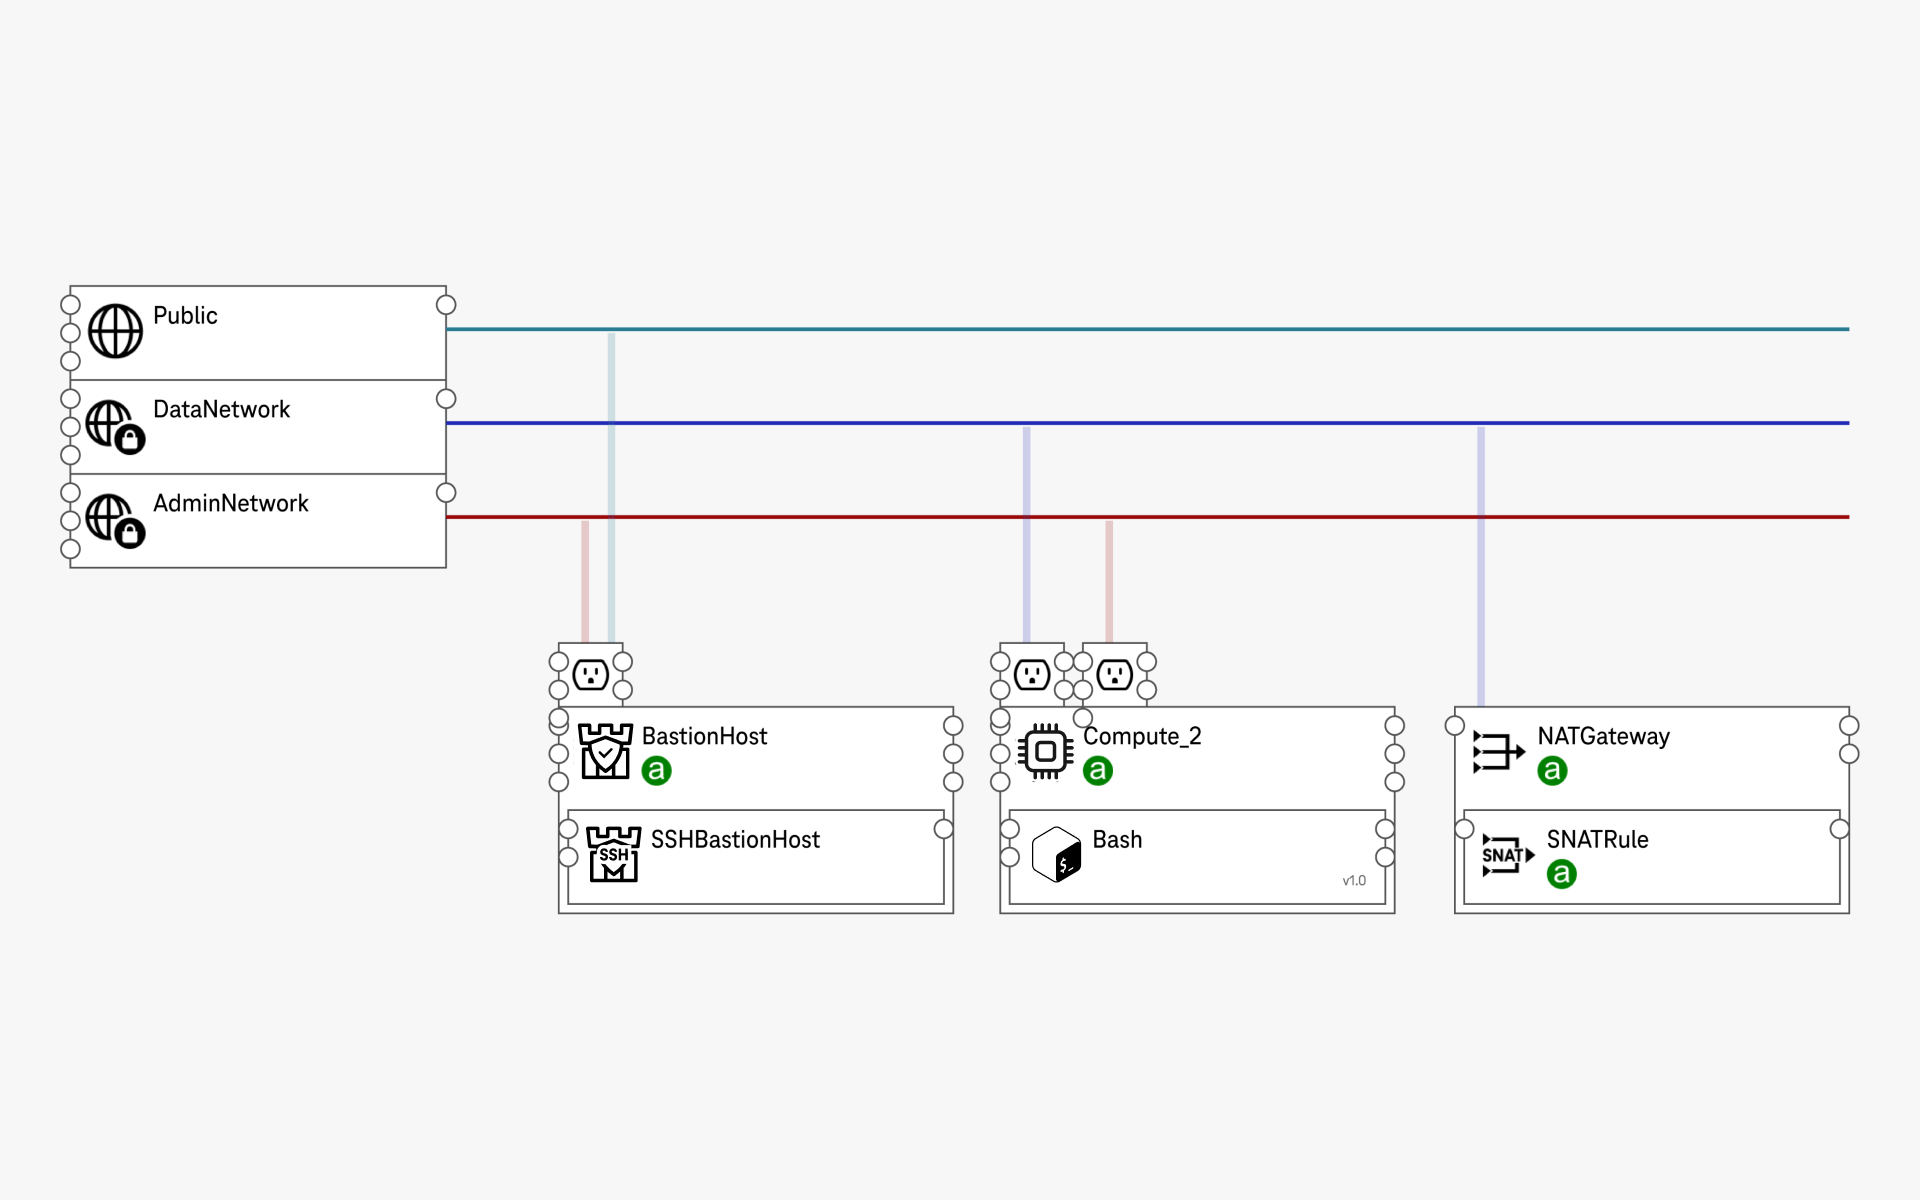 Public
DataNetwork
AdminNetwork
BastionHost
a
SSH
SSHBastionHost
Compute_2
a
$_
Bash
v1.0
NATGateway
a
SNAT
SNATRule
a